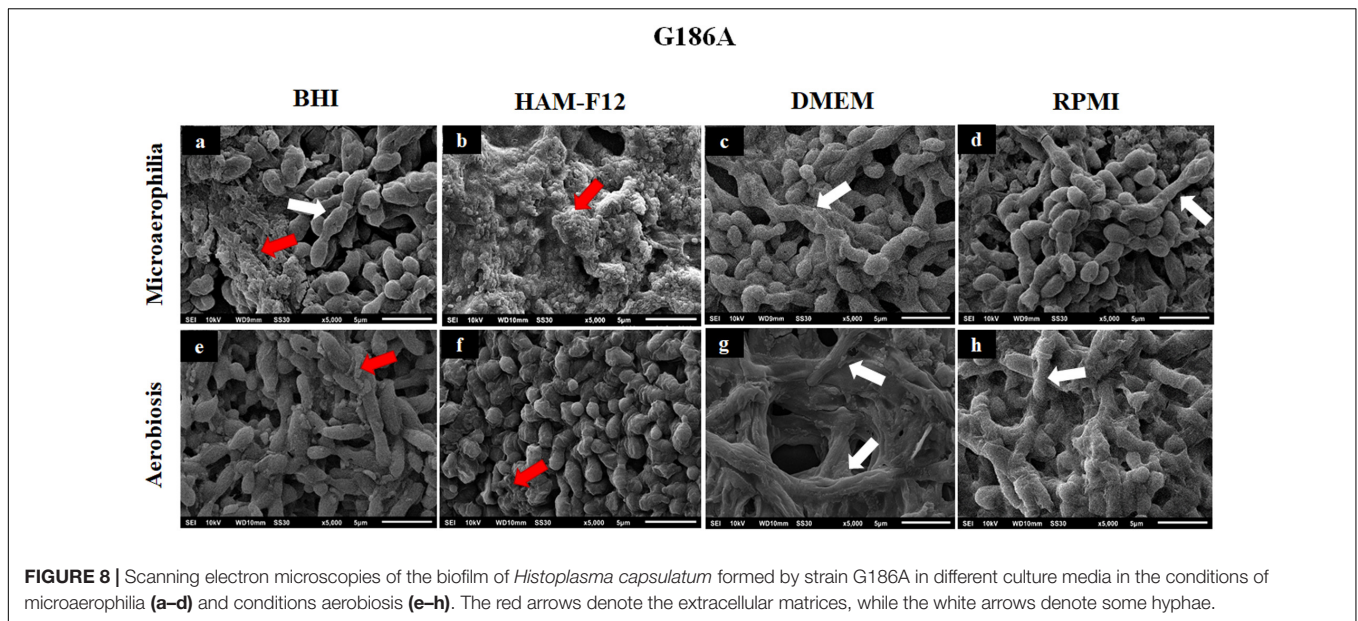 G186A
BHI HAM-F12 DMEM RPMI
Microaerophilia
a b c d
SEI 10kV WD9mm SS30 x5,000 5µm
SEI 10kV WD10mm SS30 x5,000 5µm
SEI 10kV WD9mm SS30 x5,000 5µm
SEI 10kV WD9mm SS30 x5,000 5µm
Aerobiosis
e f g h
SEI 10kV WD10mm SS30 x5,000 5µm
SEI 10kV WD10mm SS30 x5,000 5µm
SEI 10kV WD10mm SS30 x5,000 5µm
SEI 10kV WD10mm SS30 x5,000 5µm
FIGURE 8 | Scanning electron microscopies of the biofilm of Histoplasma capsulatum formed by strain G186A in different culture media in the conditions of
microaerophilia (a–d) and conditions aerobiosis (e–h). The red arrows denote the extracellular matrices, while the white arrows denote some hyphae.